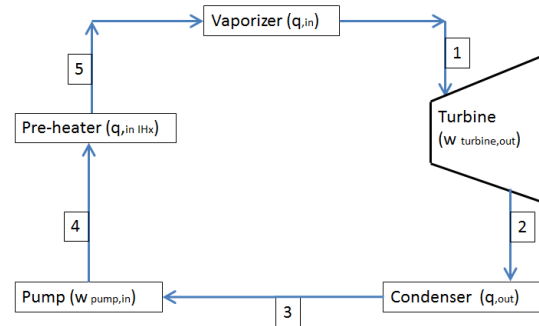 Vaporizer (q,in)
1
5
Turbine
(w turbine,out)
Pre-heater (q,in IHx)
4
2
Pump (w pump,in)
3
Condenser (q,out)